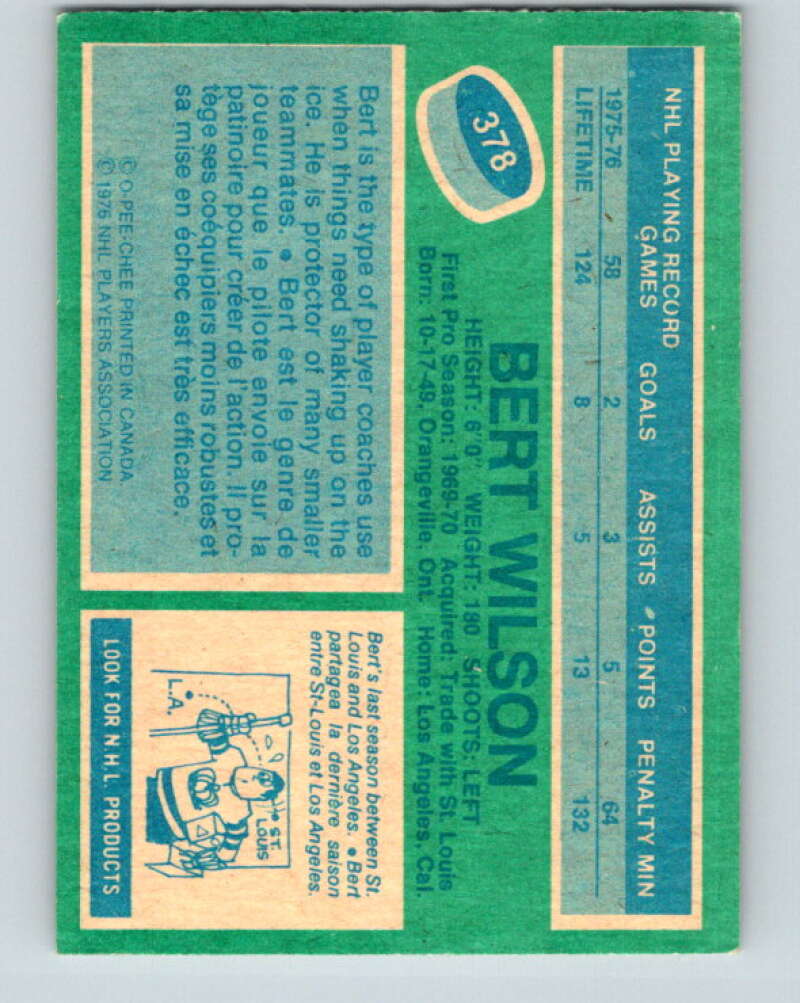 378
NHL PLAYING RECORD
GAMES GOALS ASSISTS POINTS PENALTY MIN
1975-76 58 2 3 5 64
LIFETIME 124 8 5 13 132
BERT WILSON
HEIGHT: 6'0" WEIGHT: 180 SHOOTS: LEFT
First Pro Season: 1969-70 Acquired: Trade with St. Louis
Born: 10-17-49, Orangeville, Ont. Home: Los Angeles, Cal.
Bert is the type of player coaches use
when things need shaking up on the
ice. He is protector of many smaller
teammates. • Bert est le genre de
joueur que le pilote envoie sur la
patinoire pour créer de l'action. Il pro-
tège ses coéquipiers moins robustes et
sa mise en échec est très efficace.
© O-PEE-CHEE PRINTED IN CANADA
© 1976 NHL PLAYERS ASSOCIATION
Bert's last season between St.
Louis and Los Angeles. • Bert
partagea la dernière saison
entre St-Louis et Los Angeles.
L.A.
ST.
LOUIS
LOOK FOR N.H.L. PRODUCTS